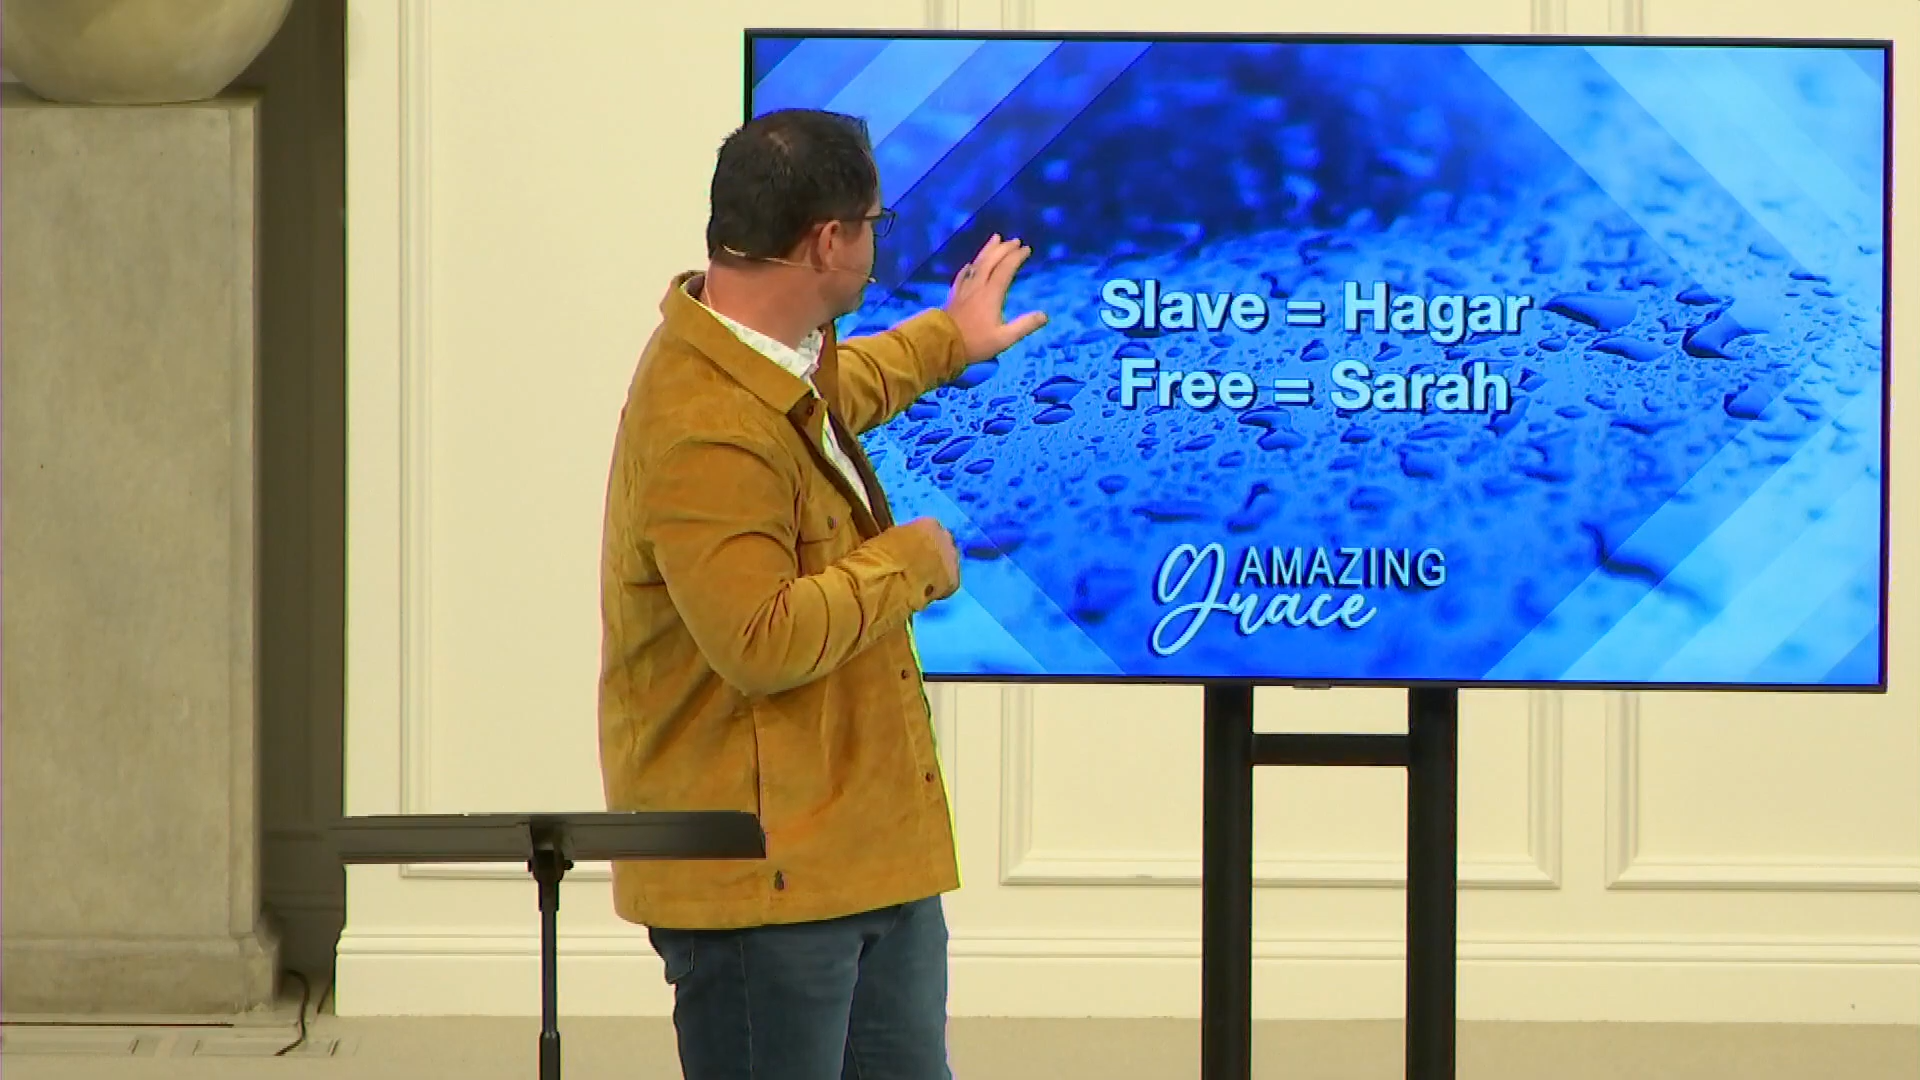 Slave = Hagar
Free = Sarah
AMAZING
Grace